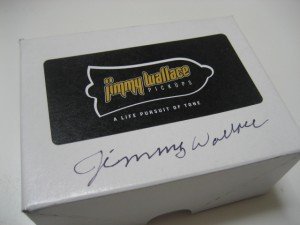 jimmy wallace
PICKUPS
A LIFE PURSUIT OF TONE
Jimmy Wallace